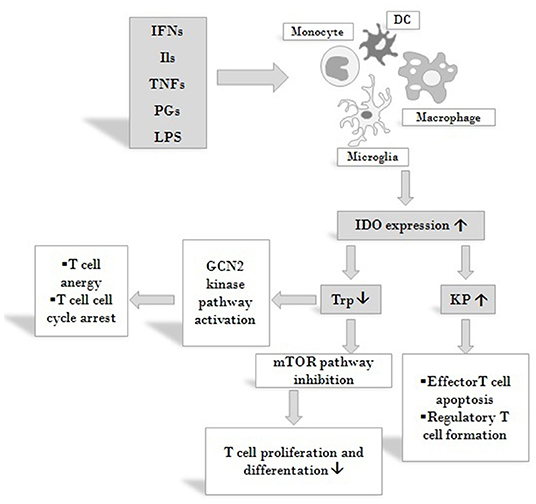 IFNs
Ils
TNFs
PGs
LPS
Monocyte
DC
Macrophage
Microglia
IDO expression ↑
▪T cell
anergy
▪T cell cell
cycle arrest
GCN2
kinase
pathway
activation
Trp ↓
KP ↑
mTOR pathway
inhibition
▪EffectorT cell
apoptosis
▪Regulatory T
cell formation
T cell proliferation and
differentation ↓